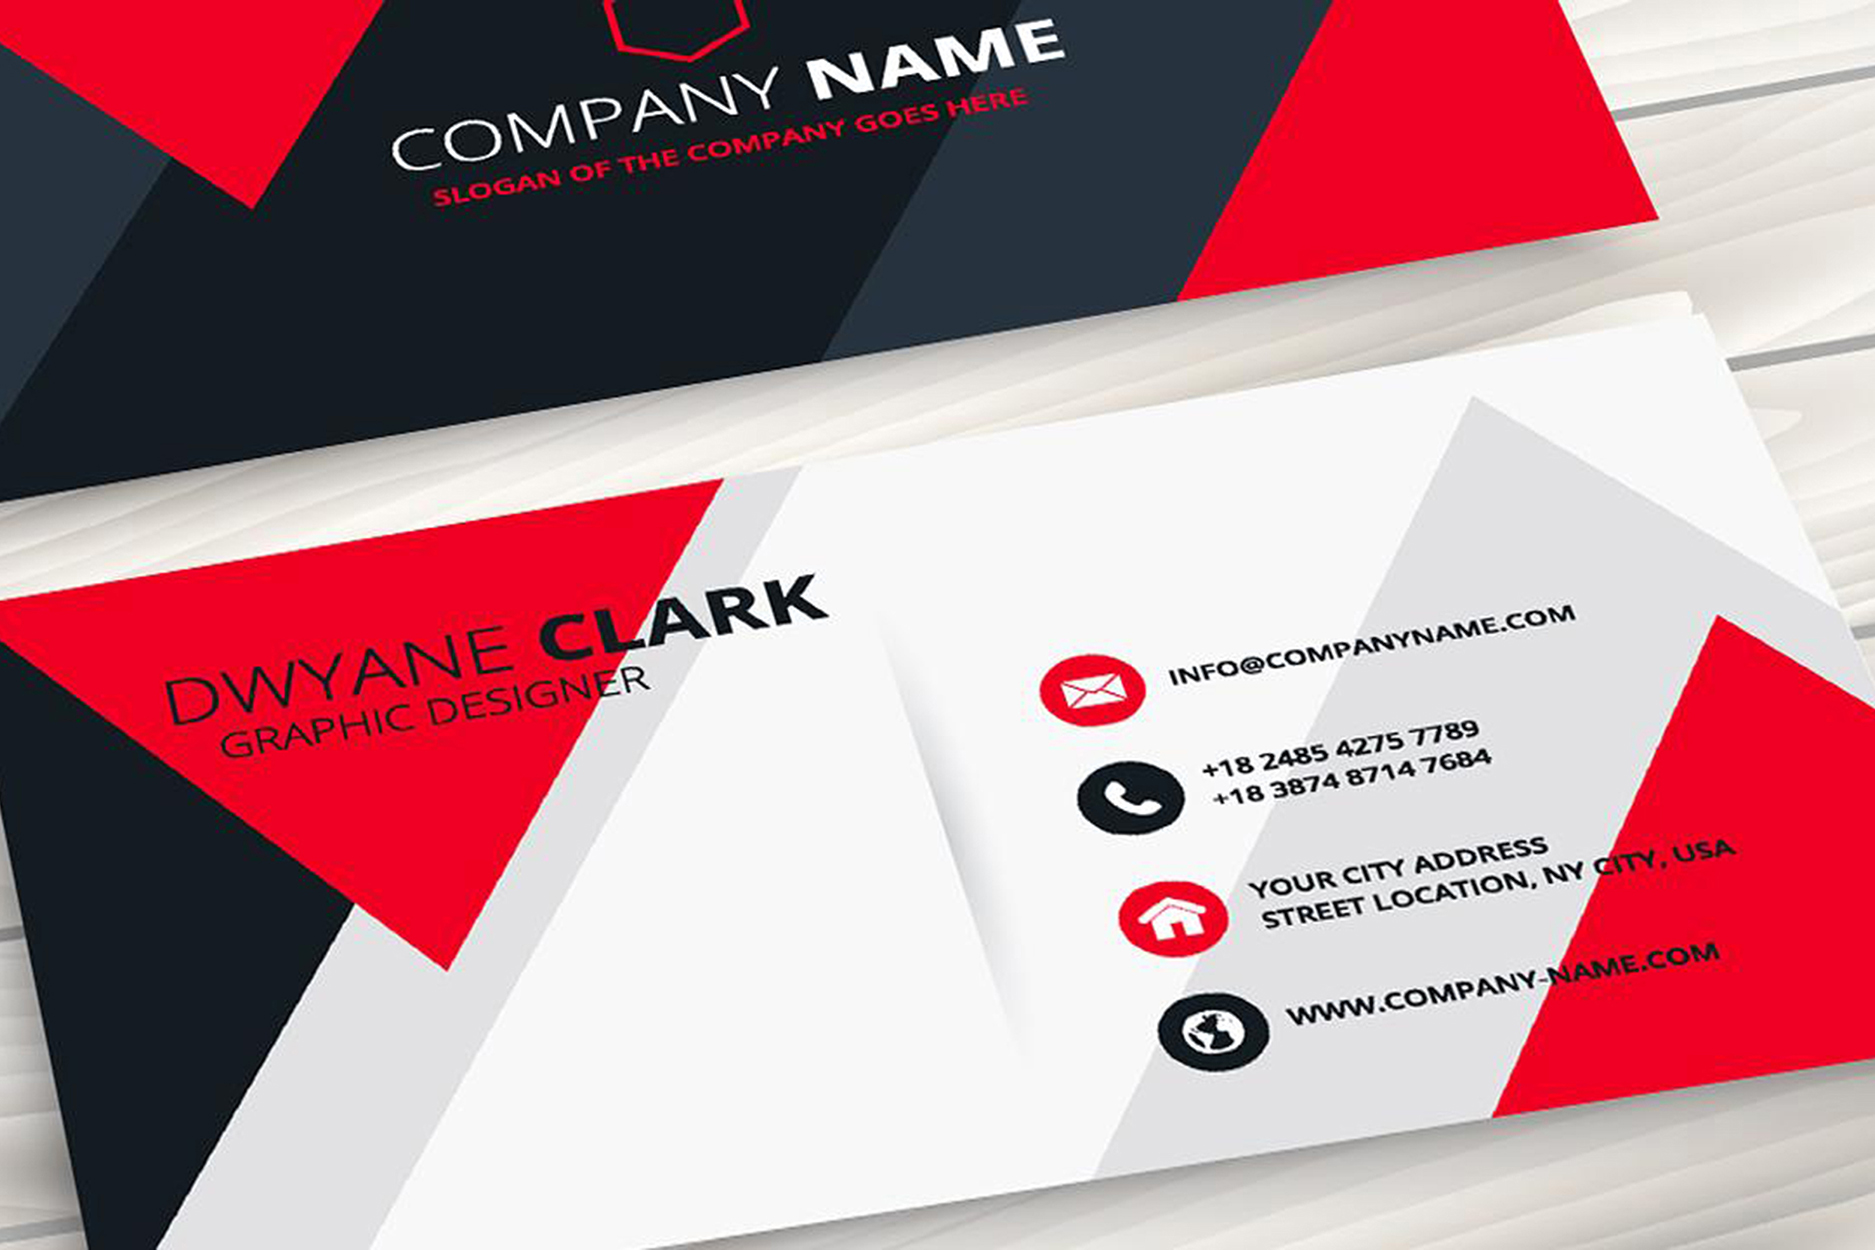 COMPANY NAME
SLOGAN OF THE COMPANY GOES HERE
DWYANE CLARK
GRAPHIC DESIGNER
INFO@COMPANYNAME.COM
+18 2485 4275 7789
+18 3874 8714 7684
YOUR CITY ADDRESS
STREET LOCATION, NY CITY, USA
WWW.COMPANY-NAME.COM